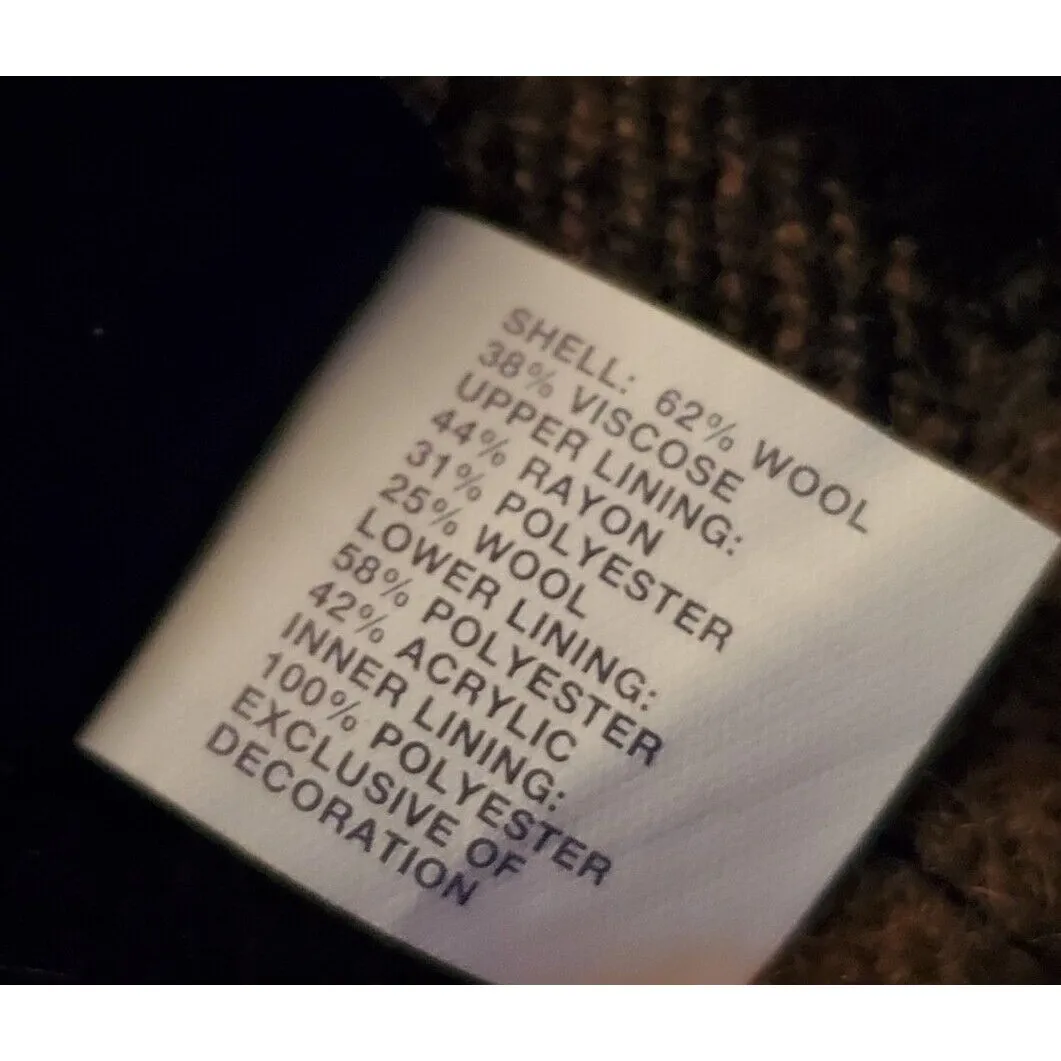 SHELL: 62% WOOL
38% VISCOSE
UPPER LINING:
44% RAYON
31% POLYESTER
25% WOOL
LOWER LINING:
58% POLYESTER
42% ACRYLIC
INNER LINING:
100% POLYESTER
EXCLUSIVE OF
DECORATION